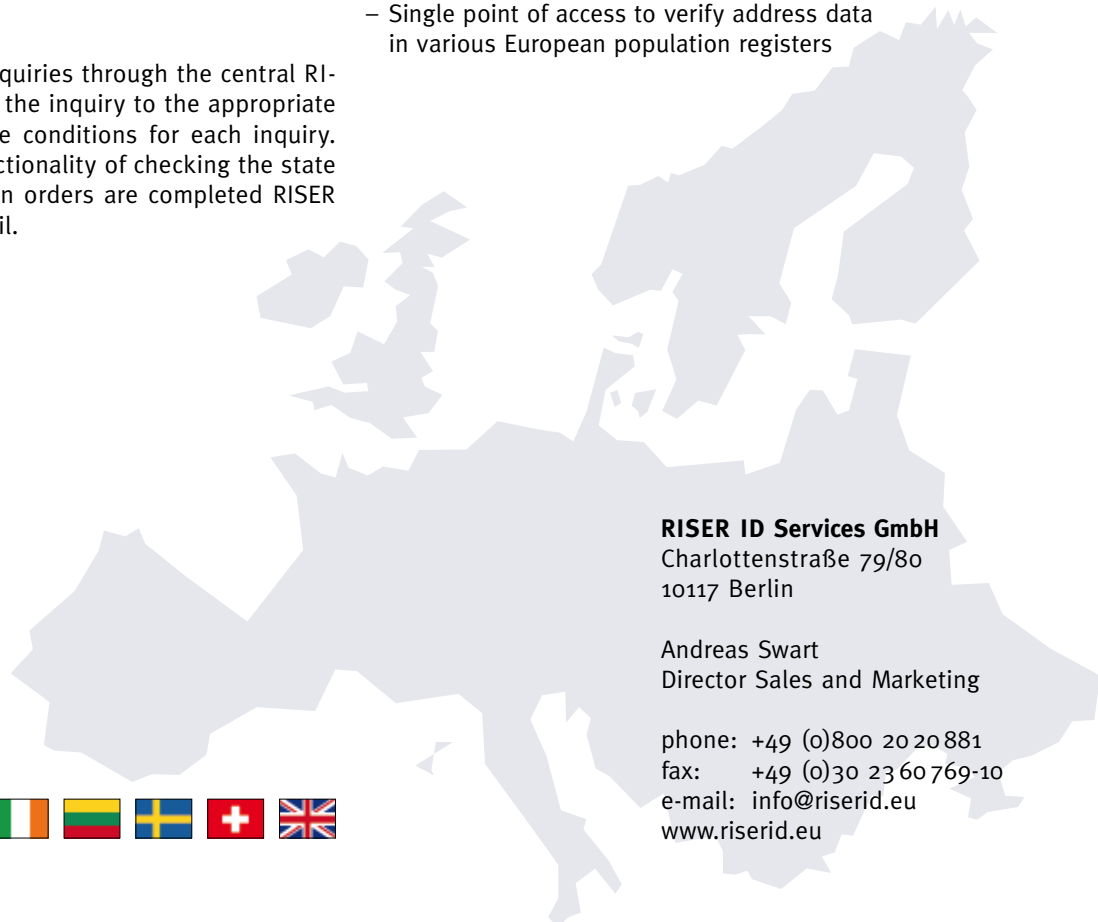 – Single point of access to verify address data
in various European population registers
quiries through the central RI-
the inquiry to the appropriate
e conditions for each inquiry.
ctionality of checking the state
n orders are completed RISER
il.
RISER ID Services GmbH
Charlottenstraße 79/80
10117 Berlin
Andreas Swart
Director Sales and Marketing
phone: +49 (0)800 20 20 881
fax: +49 (0)30 23 60 769-10
e-mail: info@riserid.eu
www.riserid.eu